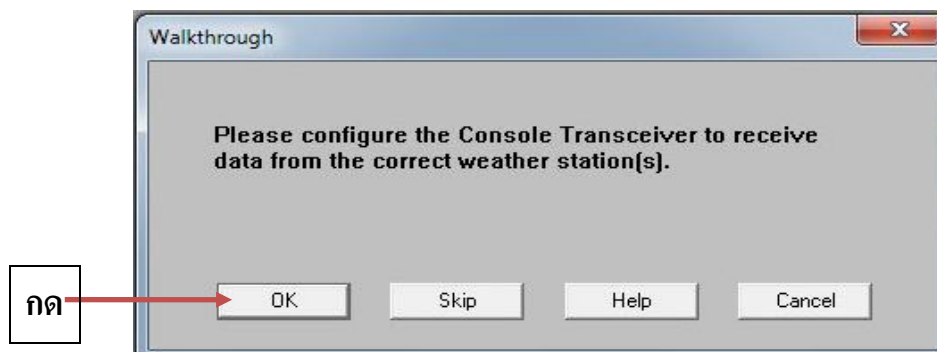 Walkthrough
Please configure the Console Transceiver to receive
data from the correct weather station(s).
กด
OK
Skip
Help
Cancel